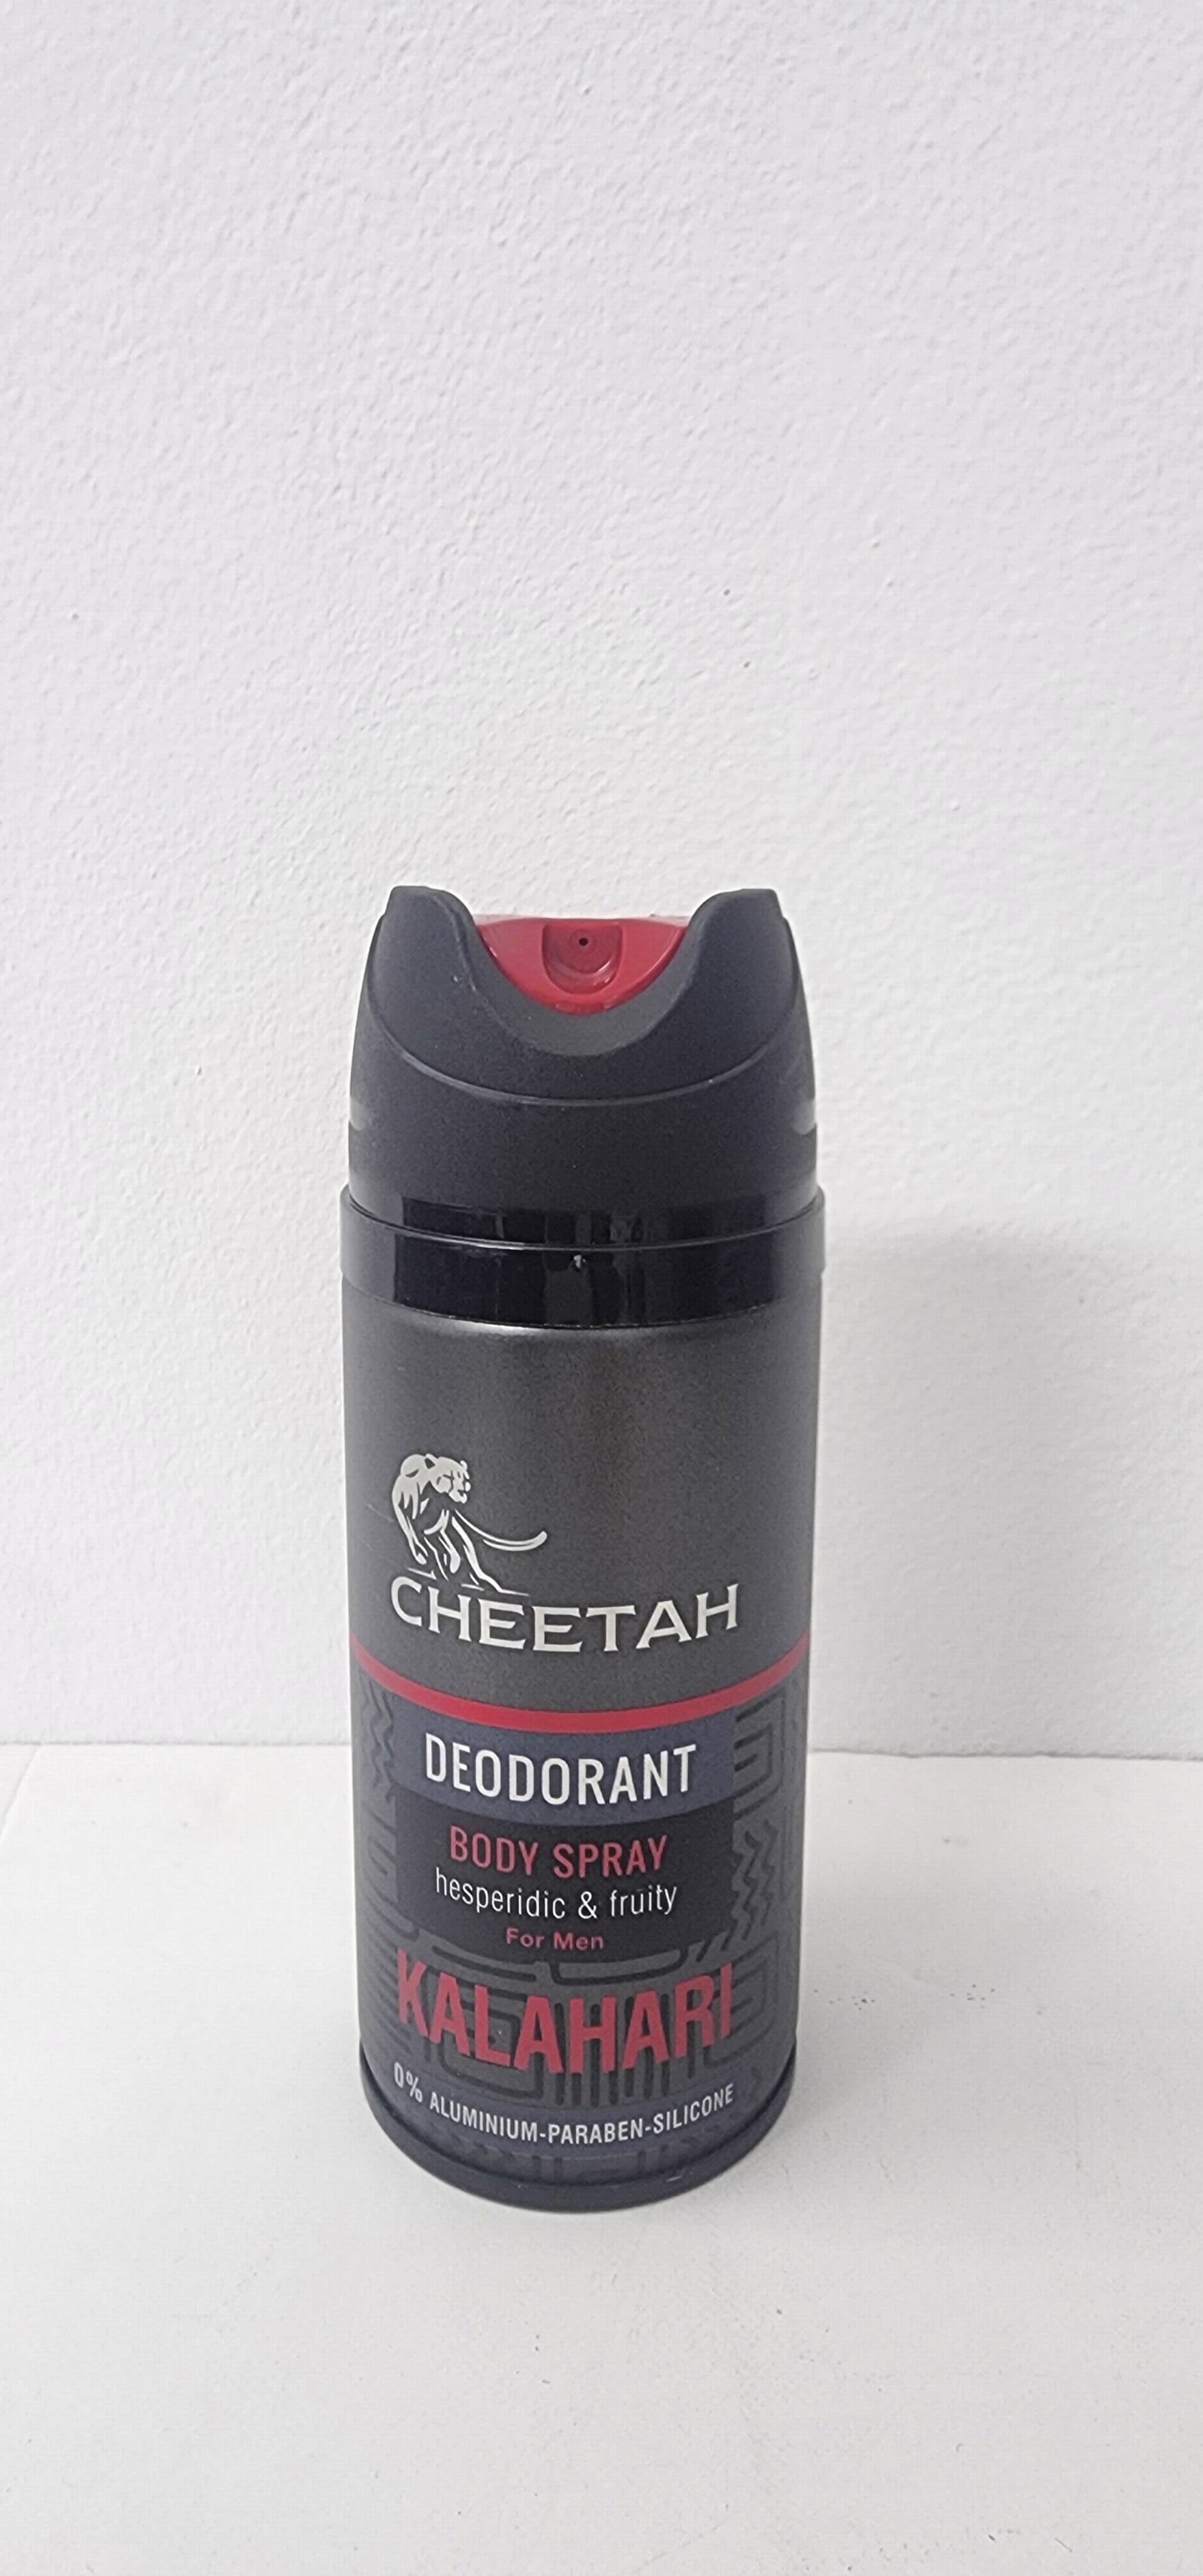 CHEETAH
DEODORANT
BODY SPRAY
hesperidic & fruity
For Men
KALAHARI
0% ALUMINIUM-PARABEN-SILICONE